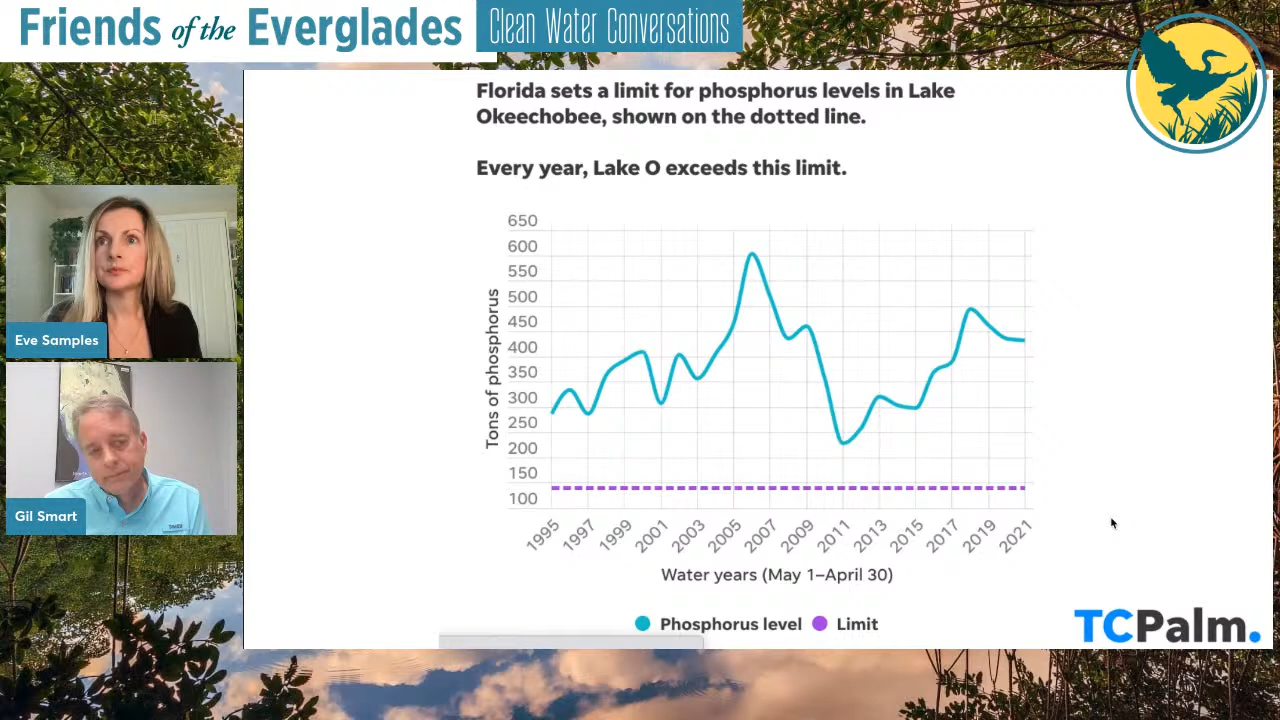 Friends of the Everglades
Clean Water Conversations
Florida sets a limit for phosphorus levels in Lake
Okeechobee, shown on the dotted line.
Every year, Lake O exceeds this limit.
Eve Samples
Gil Smart
Tons of phosphorus
650
600
550
500
450
400
350
300
250
200
150
100
1995
1997
1999
2001
2003
2005
2007
2009
2011
2013
2015
2017
2019
2021
Water years (May 1–April 30)
Phosphorus level
Limit
TCPalm.